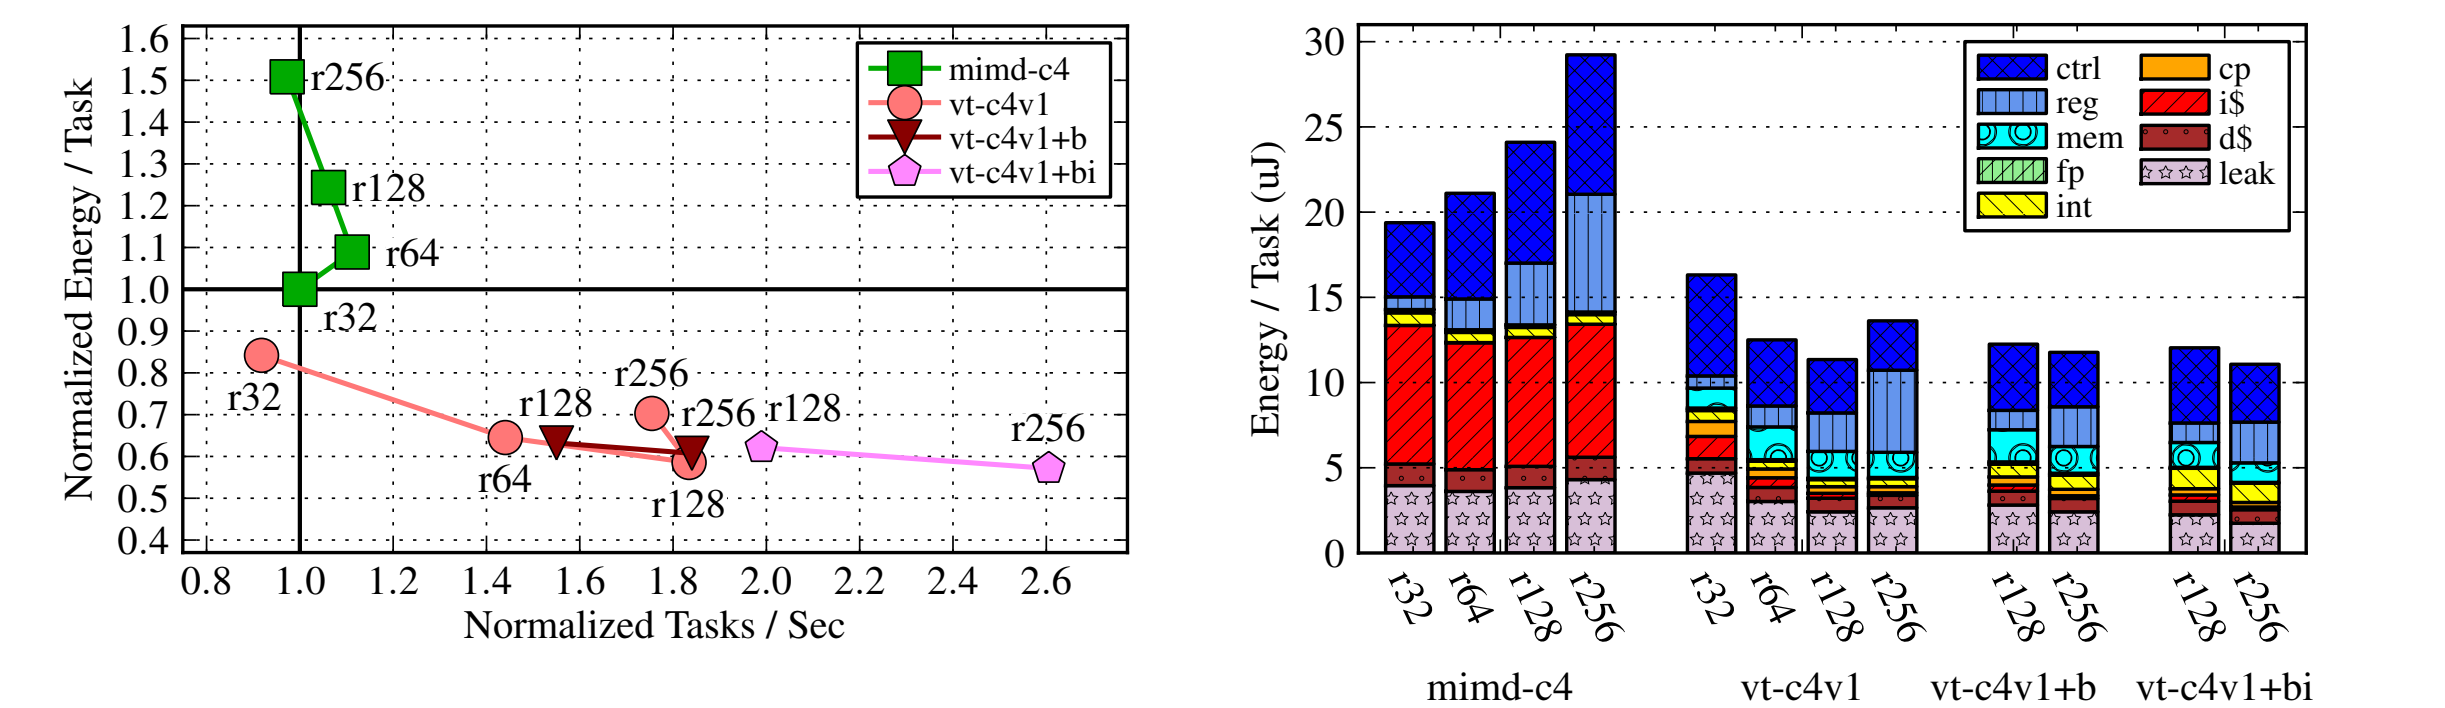 Normalized Energy / Task
1.6
1.5
1.4
1.3
1.2
1.1
1.0
0.9
0.8
0.7
0.6
0.5
0.4
0.8 1.0 1.2 1.4 1.6 1.8 2.0 2.2 2.4 2.6
Normalized Tasks / Sec
mimd-c4
vt-c4v1
vt-c4v1+b
vt-c4v1+bi
r256
r128
r64
r32
r32
r64
r128
r256
r128
r256
r128
r256
Energy / Task (uJ)
30
25
20
15
10
5
0
ctrl
reg
mem
fp
int
cp
i$
d$
leak
r32 r64 r128 r256 r32 r64 r128 r256 r128 r256 r128 r256
mimd-c4 vt-c4v1 vt-c4v1+b vt-c4v1+bi